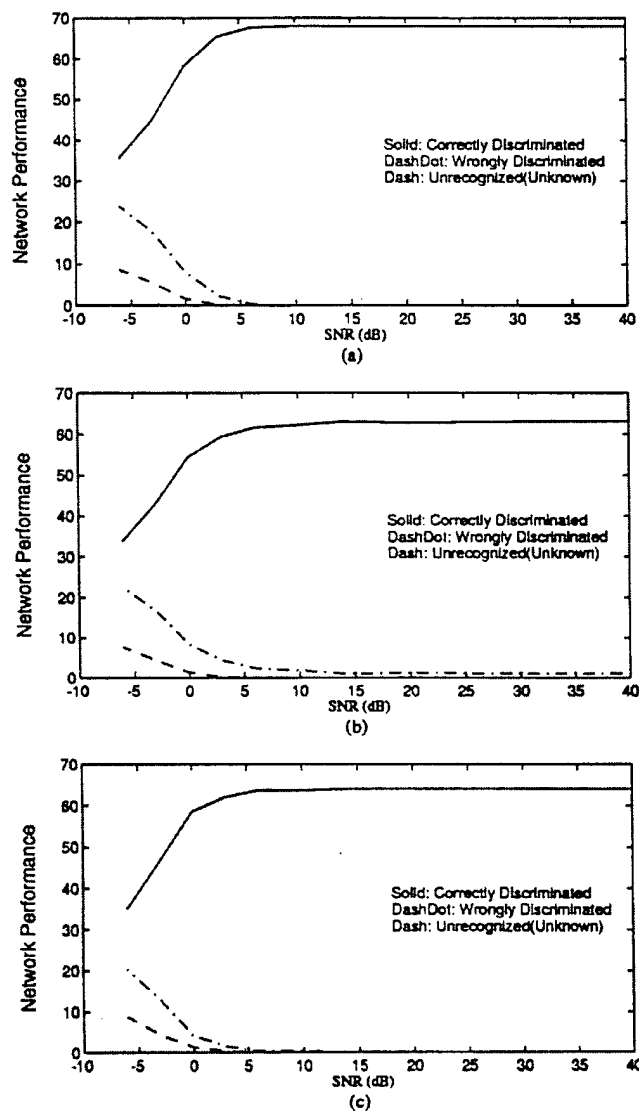 70
60
50
40
30
20
10
0
Network Performance
Solid: Correctly Discriminated
DashDot: Wrongly Discriminated
Dash: Unrecognized(Unknown)
-10 -5 0 5 10 15 20 25 30 35 40
SNR (dB)
(a)
70
60
50
40
30
20
10
0
Network Performance
Solid: Correctly Discriminated
DashDot: Wrongly Discriminated
Dash: Unrecognized(Unknown)
-10 -5 0 5 10 15 20 25 30 35 40
SNR (dB)
(b)
70
60
50
40
30
20
10
0
Network Performance
Solid: Correctly Discriminated
DashDot: Wrongly Discriminated
Dash: Unrecognized(Unknown)
-10 -5 0 5 10 15 20 25 30 35 40
SNR (dB)
(c)